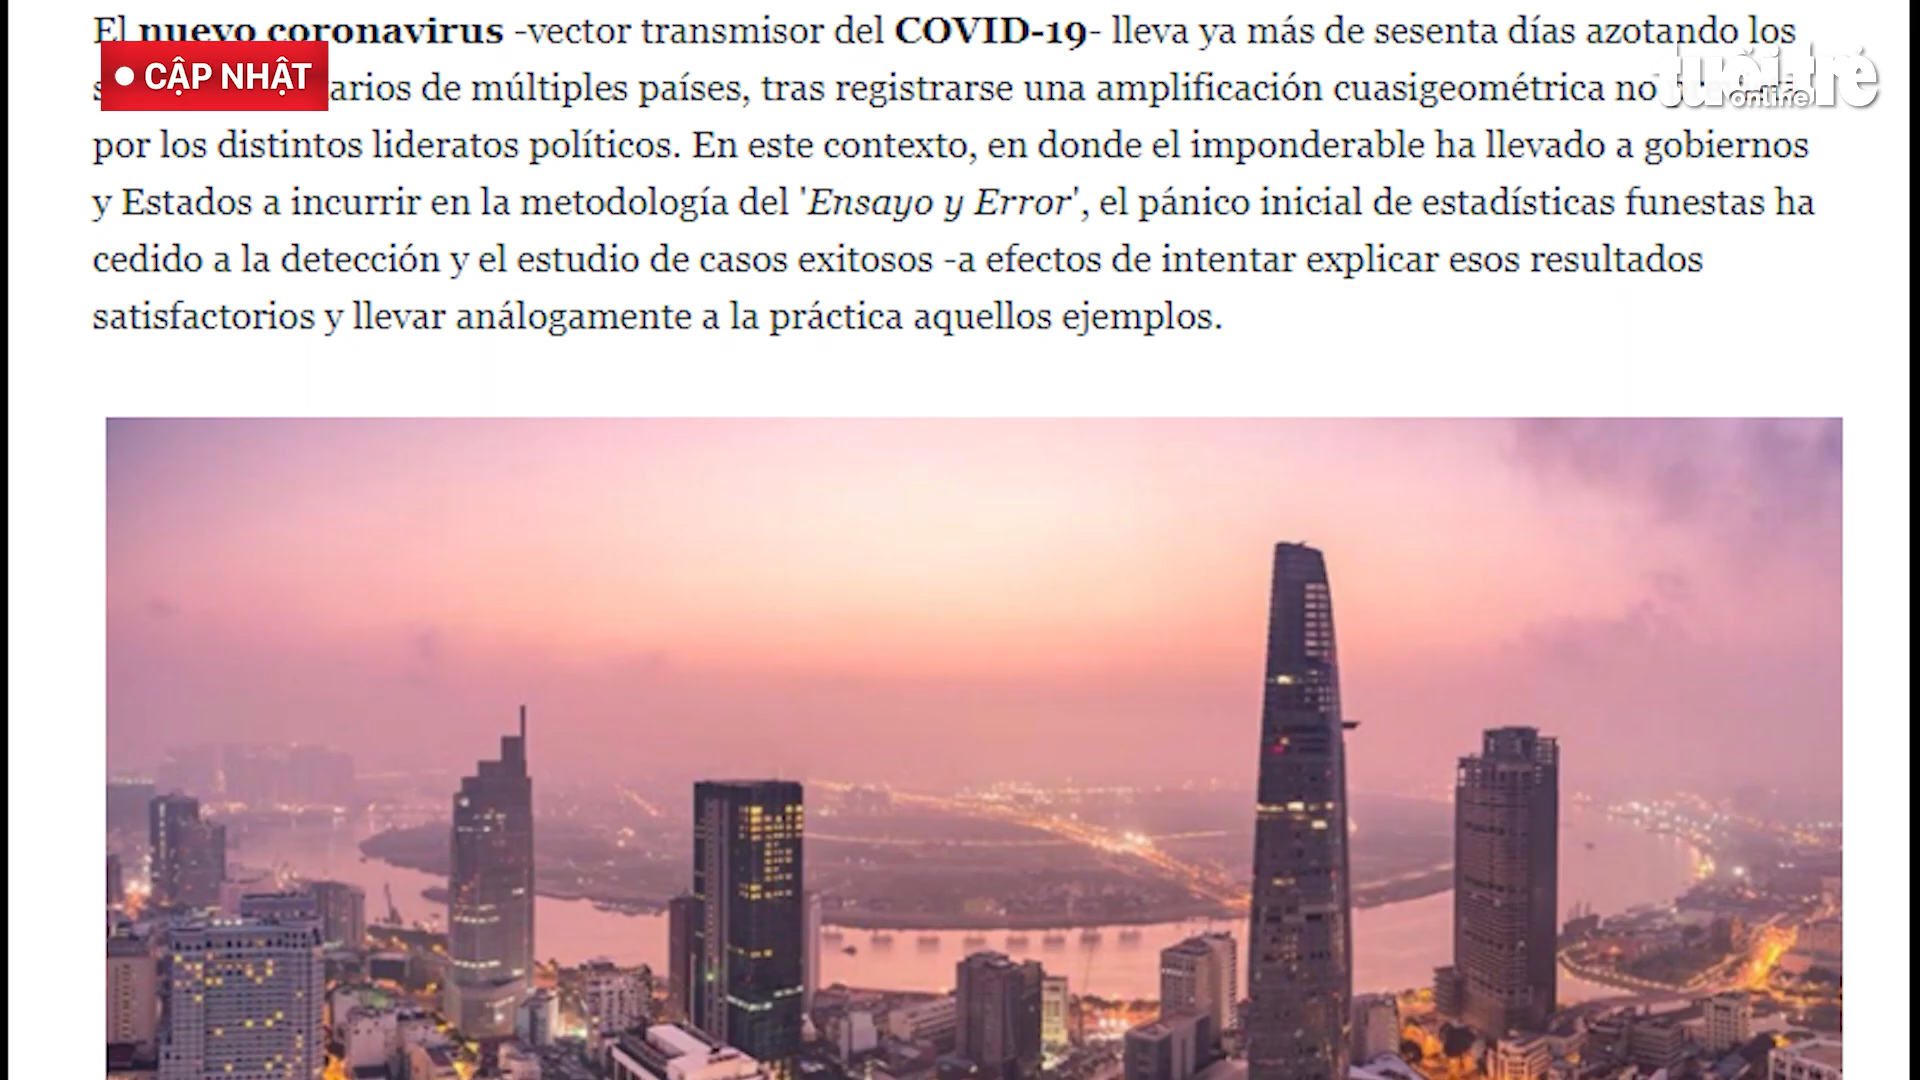 El nuevo coronavirus -vector transmisor del COVID-19- lleva ya más de sesenta días azotando los
CẬP NHẬT
tuổi trẻ
online
arios de múltiples países, tras registrarse una amplificación cuasigeométrica no
por los distintos lideratos políticos. En este contexto, en donde el imponderable ha llevado a gobiernos
y Estados a incurrir en la metodología del 'Ensayo y Error', el pánico inicial de estadísticas funestas ha
cedido a la detección y el estudio de casos exitosos -a efectos de intentar explicar esos resultados
satisfactorios y llevar análogamente a la práctica aquellos ejemplos.